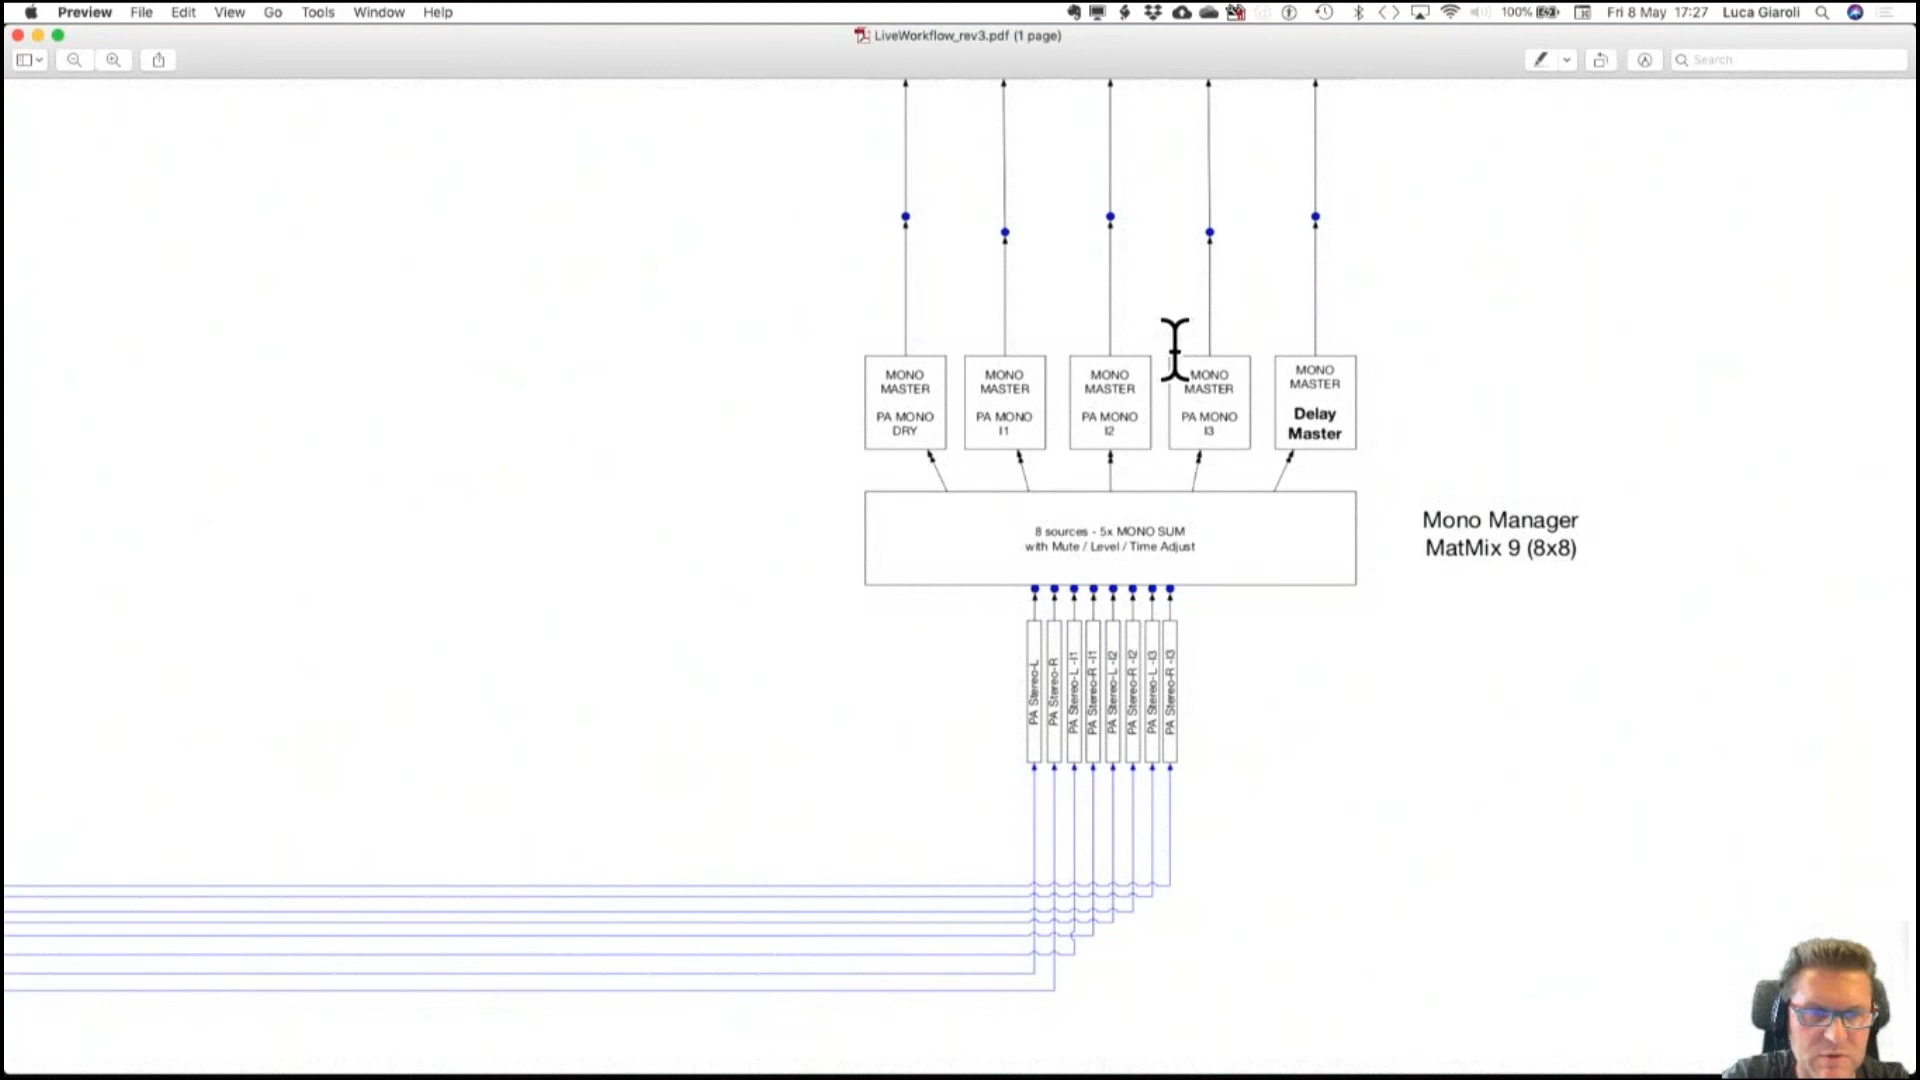 Preview File Edit View Go Tools Window Help
100% Fri 8 May 17:27 Luca Giaroli
LiveWorkflow_rev3.pdf (1 page)
Search
MONO
MASTER
PA MONO
DRY
MONO
MASTER
PA MONO
I1
MONO
MASTER
PA MONO
I2
MONO
MASTER
PA MONO
I3
MONO
MASTER
Delay
Master
8 sources - 5x MONO SUM
with Mute / Level / Time Adjust
Mono Manager
MatMix 9 (8x8)
PA Stereo-L
PA Stereo-R
PA Stereo-L -I1
PA Stereo-R -I1
PA Stereo-L -I2
PA Stereo-R -I2
PA Stereo-L -I3
PA Stereo-R -I3